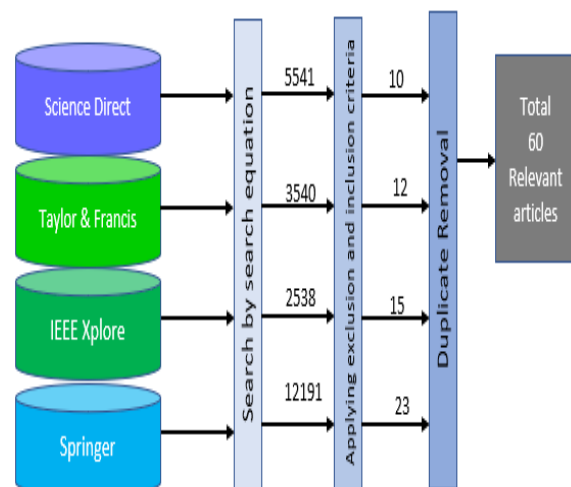 Science Direct
Taylor & Francis
IEEE Xplore
Springer
Search by search equation
5541
3540
2538
12191
Applying exclusion and inclusion criteria
10
12
15
23
Duplicate Removal
Total
60
Relevant
articles